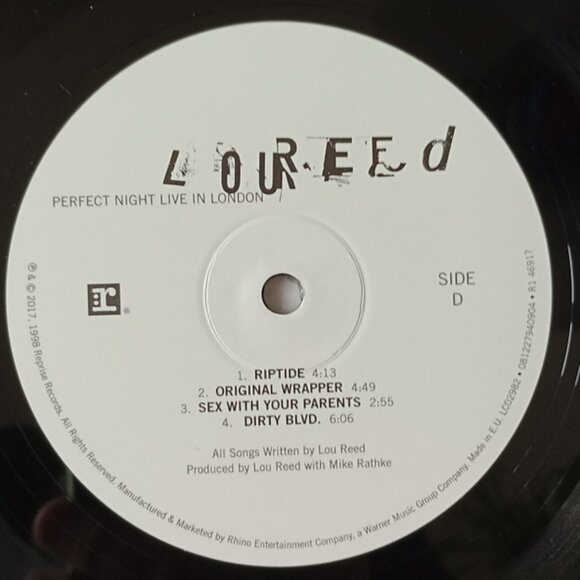 LOU REEd
PERFECT NIGHT LIVE IN LONDON
SIDE
D
r®
1. RIPTIDE 4:13
2. ORIGINAL WRAPPER 4:49
3. SEX WITH YOUR PARENTS 2:55
4. DIRTY BLVD. 6:06
All Songs Written by Lou Reed
Produced by Lou Reed with Mike Rathke
℗ & © 2017, 1998 Reprise Records. All Rights Reserved. Manufactured & Marketed by Rhino Entertainment Company, a Warner Music Group Company. Made in E.U. LC02982 • 081227940904 • R1 46917